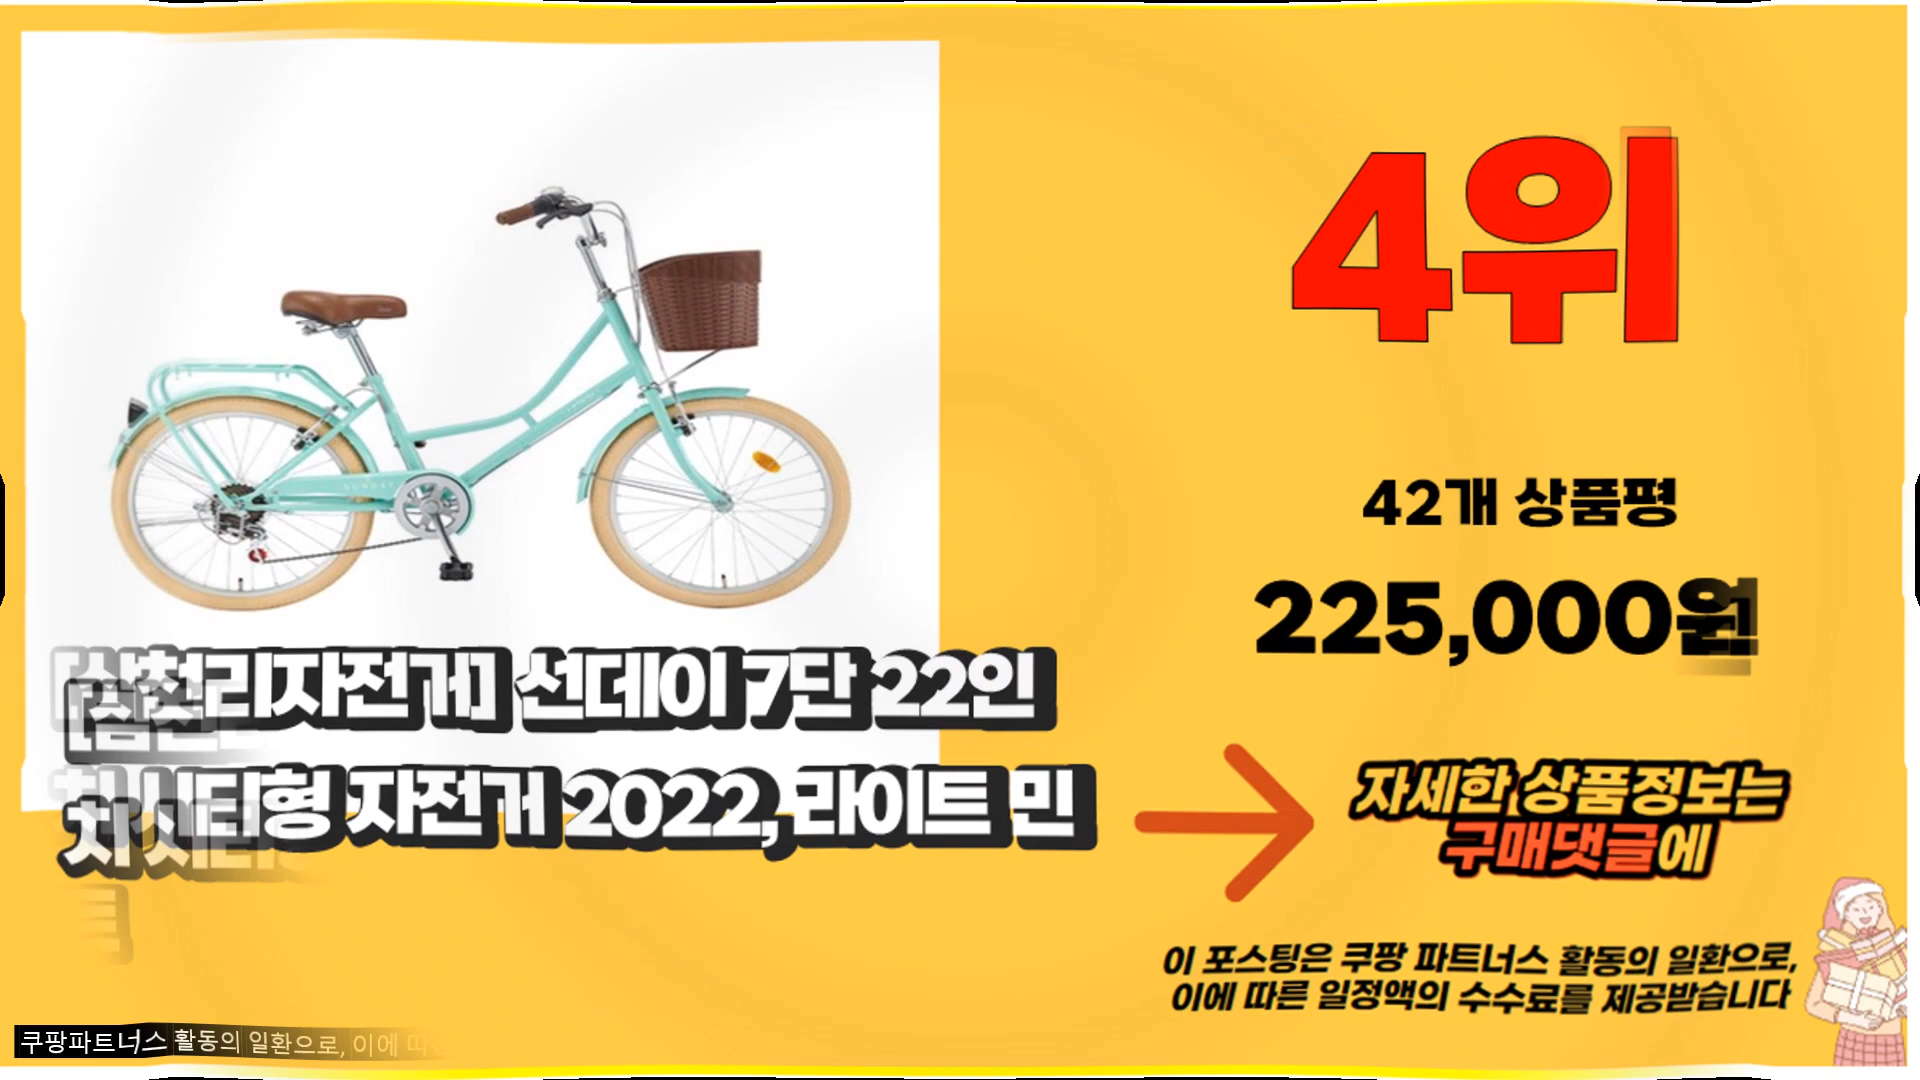 4위
42개 상품평
225,000원
[삼천리자전거] 선데이 7단 22인
치 시티형 자전거 2022, 라이트 민
트
자세한 상품정보는
구매댓글에
이 포스팅은 쿠팡 파트너스 활동의 일환으로,
이에 따른 일정액의 수수료를 제공받습니다
쿠팡파트너스 활동의 일환으로, 이에 따른
SUNDAY